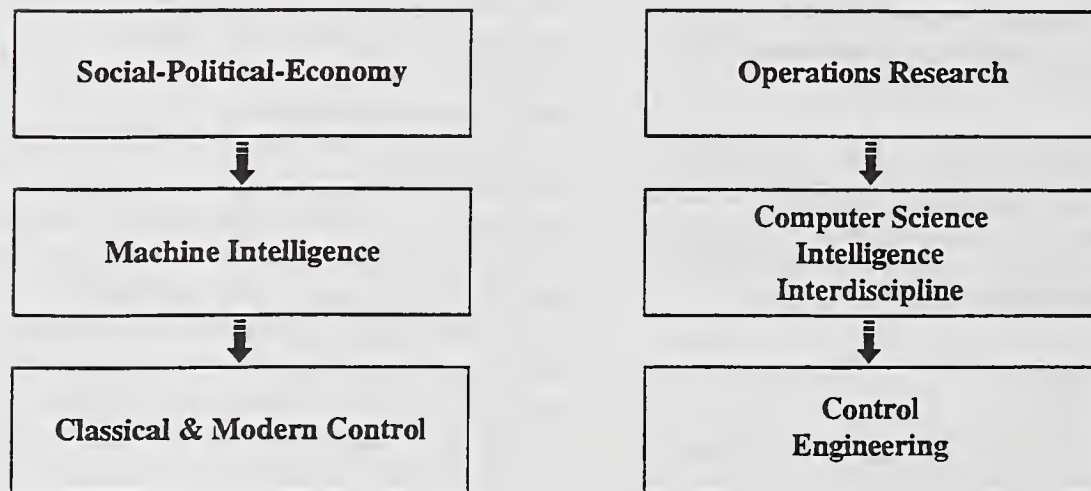 Social-Political-Economy
Machine Intelligence
Classical & Modern Control
Operations Research
Computer Science
Intelligence
Interdiscipline
Control
Engineering